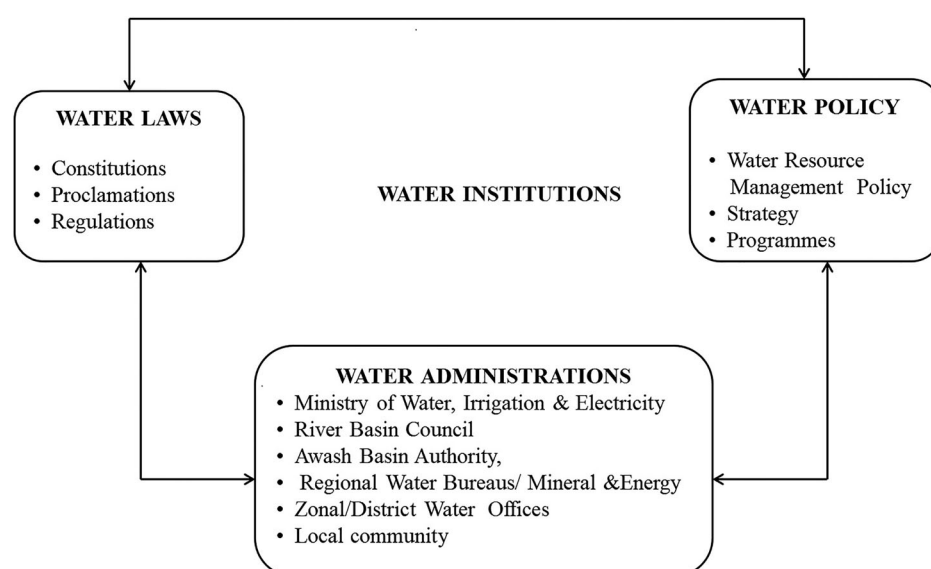 WATER LAWS
• Constitutions
• Proclamations
• Regulations
WATER INSTITUTIONS
WATER POLICY
• Water Resource
Management Policy
• Strategy
• Programmes
WATER ADMINISTRATIONS
• Ministry of Water, Irrigation & Electricity
• River Basin Council
• Awash Basin Authority,
• Regional Water Bureaus/ Mineral &Energy
• Zonal/District Water Offices
• Local community